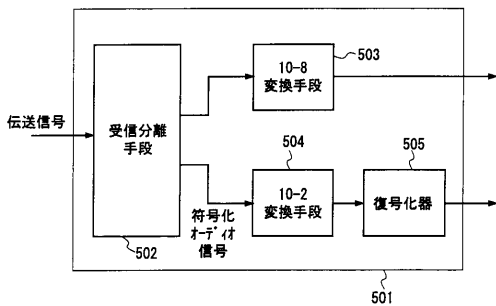 伝送信号
受信分離
手段
502
10-8
変換手段
503
符号化
ｵｰﾃﾞｨｵ
信号
504
10-2
変換手段
505
復号化器
501